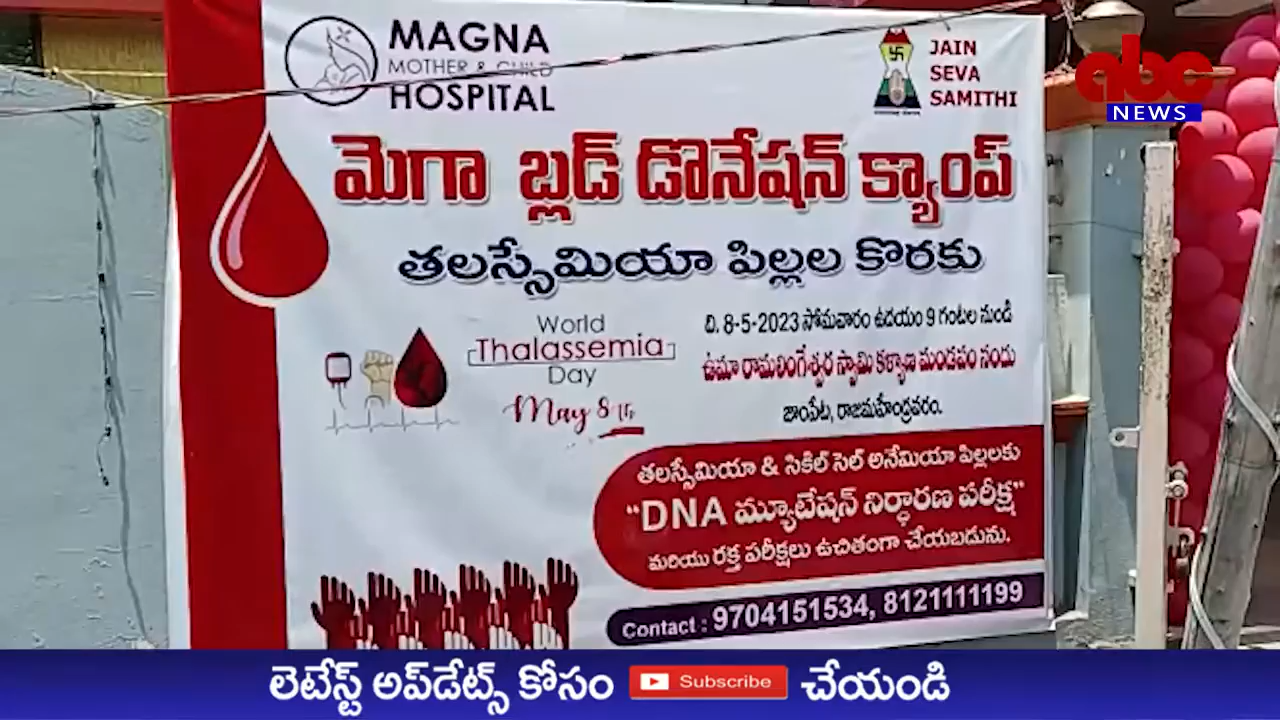 MAGNA
MOTHER & CHILD
HOSPITAL
JAIN
SEVA
SAMITHI
abc
NEWS
మెగా బ్లడ్ డొనేషన్ క్యాంప్
తలస్సేమియా పిల్లల కొరకు
World
Thalassemia
Day
May 8th
ది. 8-5-2023 సోమవారం ఉదయం 9 గంటల నుండి
ఉమా రామలింగేశ్వర స్వామి కళ్యాణ మండపం నందు
జాంపేట, రాజమహేంద్రవరం.
తలస్సేమియా & సికిల్ సెల్ అనేమియా పిల్లలకు
"DNA మ్యూటేషన్ నిర్ధారణ పరీక్ష"
మరియు రక్త పరీక్షలు ఉచితంగా చేయబడును.
Contact : 9704151534, 8121111199
లెటేస్ట్ అప్‌డేట్స్ కోసం Subscribe చేయండి